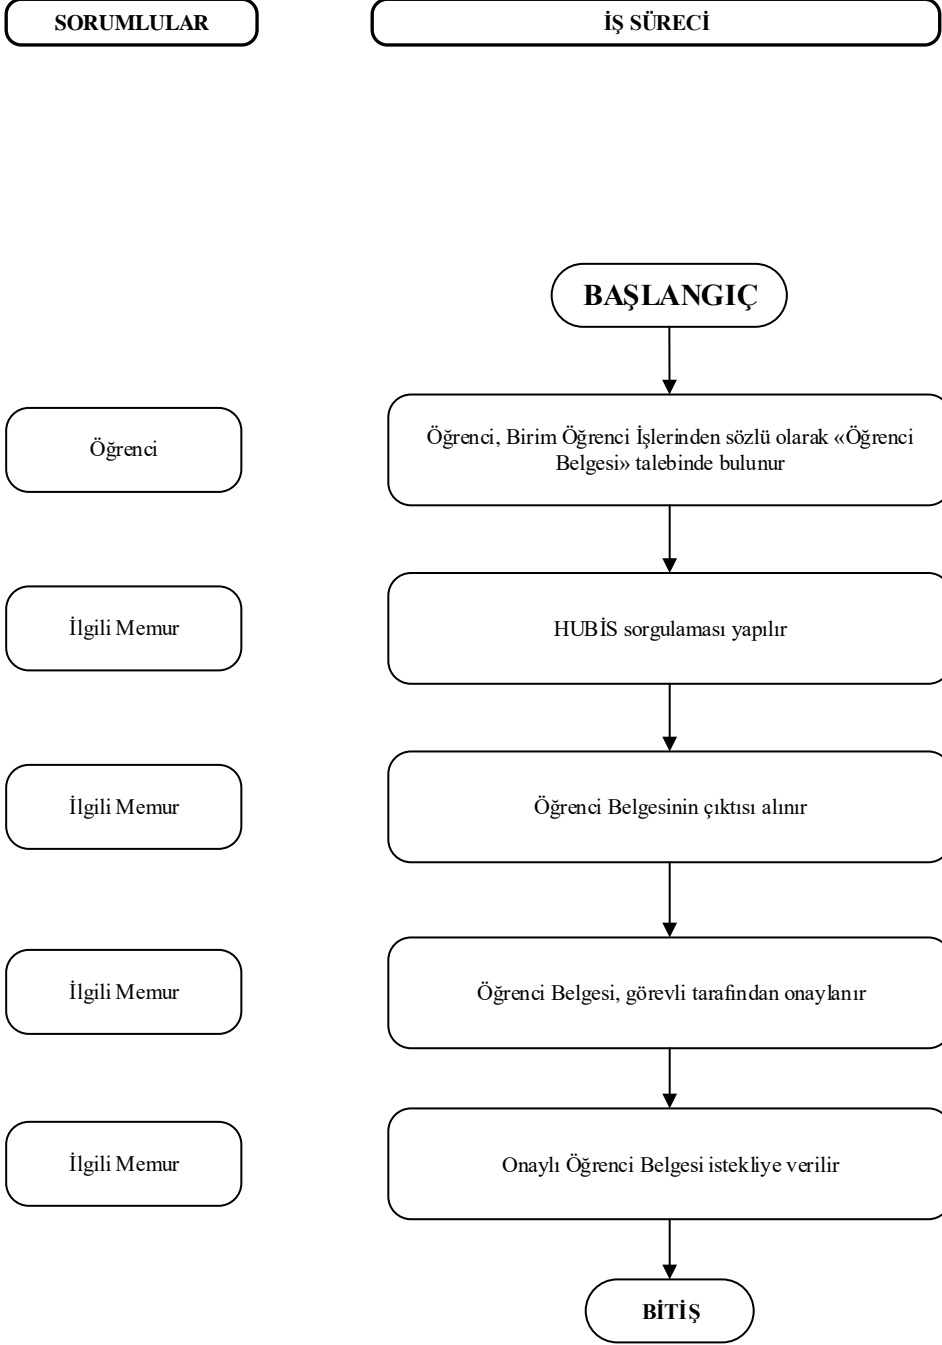 SORUMLULAR
İŞ SÜRECİ
BAŞLANGIÇ
Öğrenci
Öğrenci, Birim Öğrenci İşlerinden sözlü olarak «Öğrenci
Belgesi» talebinde bulunur
İlgili Memur
HUBİS sorgulaması yapılır
İlgili Memur
Öğrenci Belgesinin çıktısı alınır
İlgili Memur
Öğrenci Belgesi, görevli tarafından onaylanır
İlgili Memur
Onaylı Öğrenci Belgesi istekliye verilir
BİTİŞ